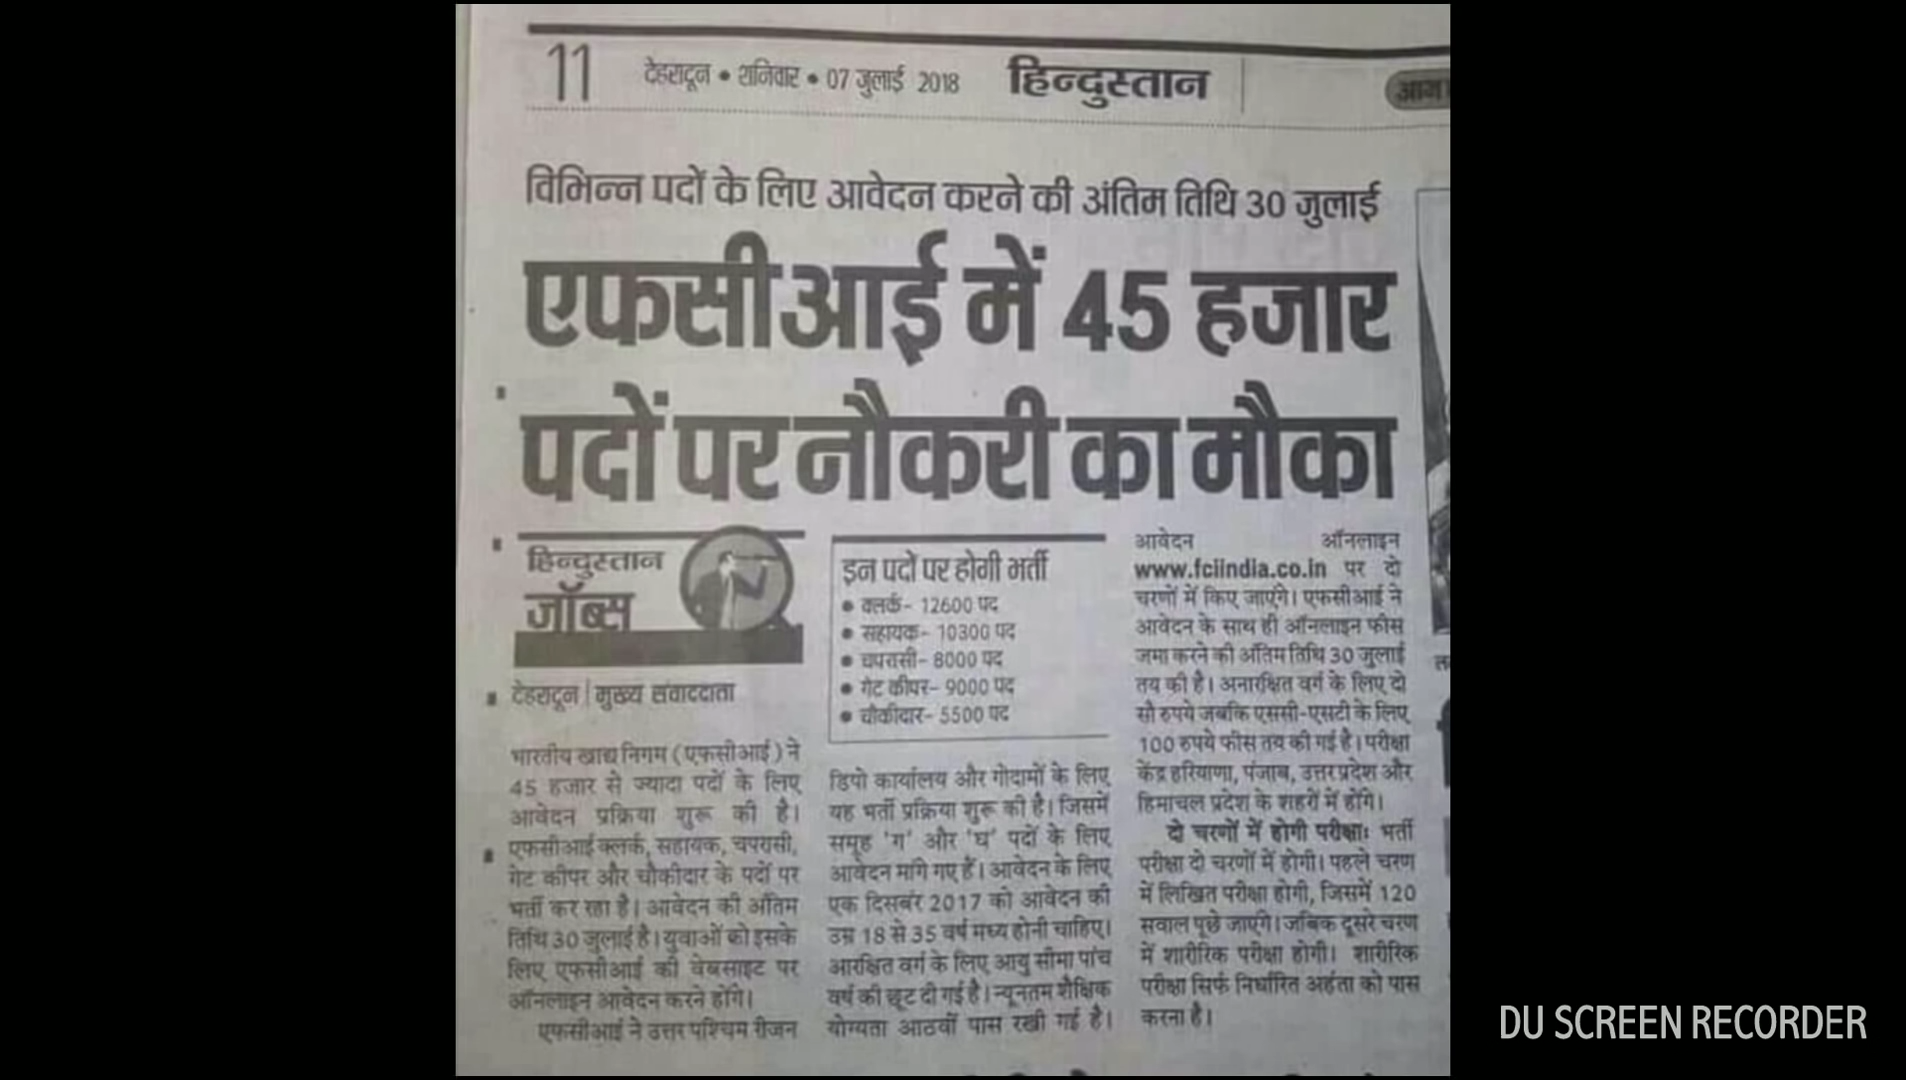 11 देहरादून • शनिवार • 07 जुलाई 2018 हिन्दुस्तान
विभिन्न पदों के लिए आवेदन करने की अंतिम तिथि 30 जुलाई
एफसीआई में 45 हजार
पदों पर नौकरी का मौका
हिन्दुस्तान
जॉब्स
देहरादून | मुख्य संवाददाता
भारतीय खाद्य निगम (एफसीआई) ने
45 हजार से ज्यादा पदों के लिए
आवेदन प्रक्रिया शुरू की है।
एफसीआई क्लर्क, सहायक, चपरासी,
गेट कीपर और चौकीदार के पदों पर
भर्ती कर रहा है। आवेदन की अंतिम
तिथि 30 जुलाई है। युवाओं को इसके
लिए एफसीआई की वेबसाइट पर
ऑनलाइन आवेदन करने होंगे।
एफसीआई ने उत्तर पश्चिम रीजन
इन पदों पर होगी भर्ती
• क्लर्क- 12600 पद
• सहायक- 10300 पद
• चपरासी- 8000 पद
• गेट कीपर- 9000 पद
• चौकीदार- 5500 पद
डिपो कार्यालय और गोदामों के लिए
यह भर्ती प्रक्रिया शुरू की है। जिसमें
समूह 'ग' और 'घ' पदों के लिए
आवेदन मांगे गए हैं। आवेदन के लिए
एक दिसबंर 2017 को आवेदन की
उम्र 18 से 35 वर्ष मध्य होनी चाहिए।
आरक्षित वर्ग के लिए आयु सीमा पांच
वर्ष की छूट दी गई है। न्यूनतम शैक्षिक
योग्यता आठवीं पास रखी गई है।
आवेदन ऑनलाइन
www.fciindia.co.in पर दो
चरणों में किए जाएंगे। एफसीआई ने
आवेदन के साथ ही ऑनलाइन फीस
जमा करने की अंतिम तिथि 30 जुलाई
तय की है। अनारक्षित वर्ग के लिए दो
सौ रुपये जबकि एससी-एसटी के लिए
100 रुपये फीस तय की गई है। परीक्षा
केंद्र हरियाणा, पंजाब, उत्तर प्रदेश और
हिमाचल प्रदेश के शहरों में होंगे।
दो चरणों में होगी परीक्षाः भर्ती
परीक्षा दो चरणों में होगी। पहले चरण
में लिखित परीक्षा होगी, जिसमें 120
सवाल पूछे जाएंगे। जबकि दूसरे चरण
में शारीरिक परीक्षा होगी। शारीरिक
परीक्षा सिर्फ निर्धारित अर्हता को पास
करना है।
DU SCREEN RECORDER